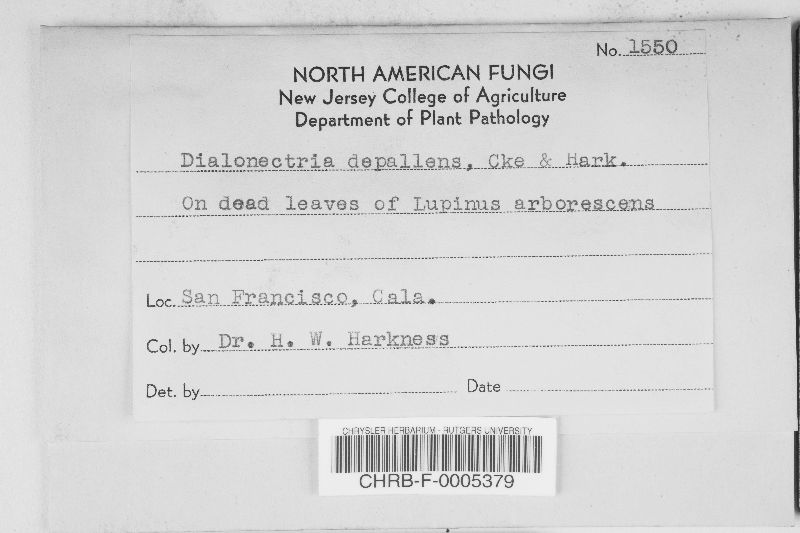 No. 1550
NORTH AMERICAN FUNGI
New Jersey College of Agriculture
Department of Plant Pathology
Dialonectria depallens, Cke & Hark.
On dead leaves of Lupinus arborescens
Loc. San Francisco, Cala.
Col. by Dr. H. W. Harkness
Det. by Date
CHRYSLER HERBARIUM - RUTGERS UNIVERSITY
CHRB-F-0005379